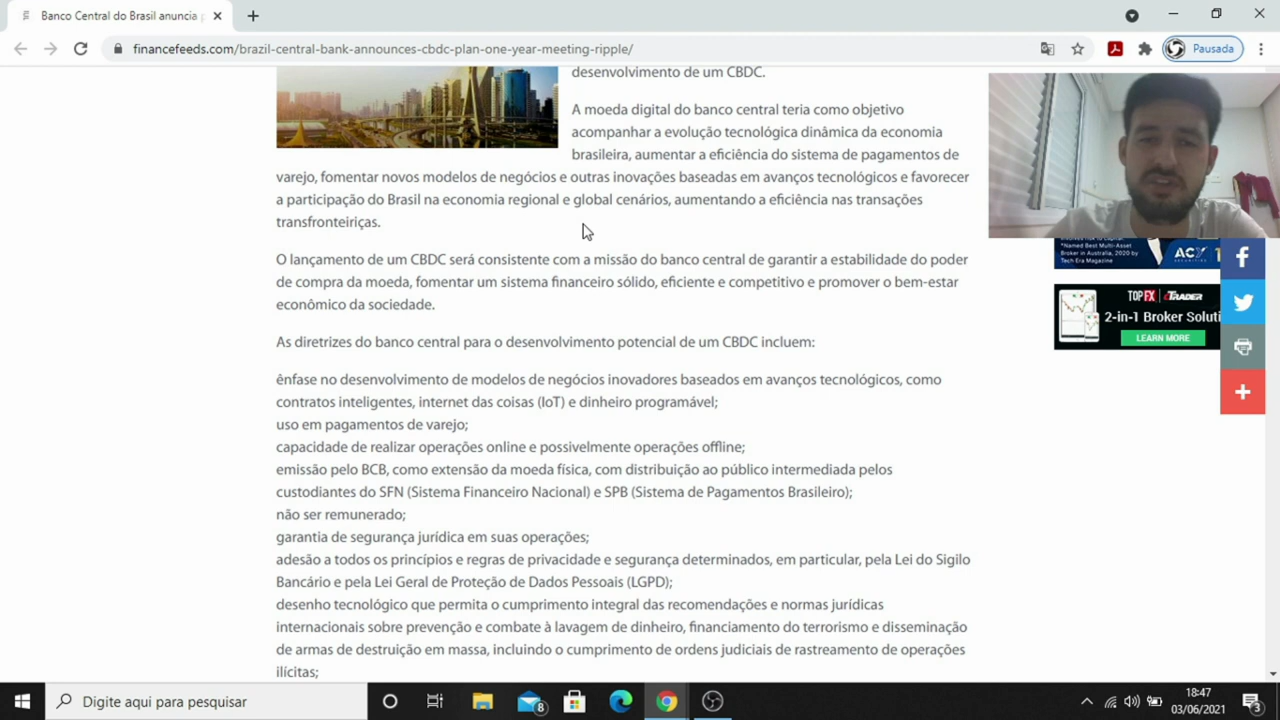 Banco Central do Brasil anuncia
financefeeds.com/brazil-central-bank-announces-cbdc-plan-one-year-meeting-ripple/
Pausada
desenvolvimento de um CBDC.
A moeda digital do banco central teria como objetivo
acompanhar a evolução tecnológica dinâmica da economia
brasileira, aumentar a eficiência do sistema de pagamentos de
varejo, fomentar novos modelos de negócios e outras inovações baseadas em avanços tecnológicos e favorecer
a participação do Brasil na economia regional e global cenários, aumentando a eficiência nas transações
transfronteiriças.
O lançamento de um CBDC será consistente com a missão do banco central de garantir a estabilidade do poder
de compra da moeda, fomentar um sistema financeiro sólido, eficiente e competitivo e promover o bem-estar
econômico da sociedade.
As diretrizes do banco central para o desenvolvimento potencial de um CBDC incluem:
ênfase no desenvolvimento de modelos de negócios inovadores baseados em avanços tecnológicos, como
contratos inteligentes, internet das coisas (IoT) e dinheiro programável;
uso em pagamentos de varejo;
capacidade de realizar operações online e possivelmente operações offline;
emissão pelo BCB, como extensão da moeda física, com distribuição ao público intermediada pelos
custodiantes do SFN (Sistema Financeiro Nacional) e SPB (Sistema de Pagamentos Brasileiro);
não ser remunerado;
garantia de segurança jurídica em suas operações;
adesão a todos os princípios e regras de privacidade e segurança determinados, em particular, pela Lei do Sigilo
Bancário e pela Lei Geral de Proteção de Dados Pessoais (LGPD);
desenho tecnológico que permita o cumprimento integral das recomendações e normas jurídicas
internacionais sobre prevenção e combate à lavagem de dinheiro, financiamento do terrorismo e disseminação
de armas de destruição em massa, incluindo o cumprimento de ordens judiciais de rastreamento de operações
ilícitas;
*Named Best Multi-Asset
Broker in Australia, 2020 by
Tech Era Magazine
ACY
SECURITIES
TOPFX | cTRADER
2-in-1 Broker Soluti
LEARN MORE
Digite aqui para pesquisar
8
18:47
03/06/2021
3